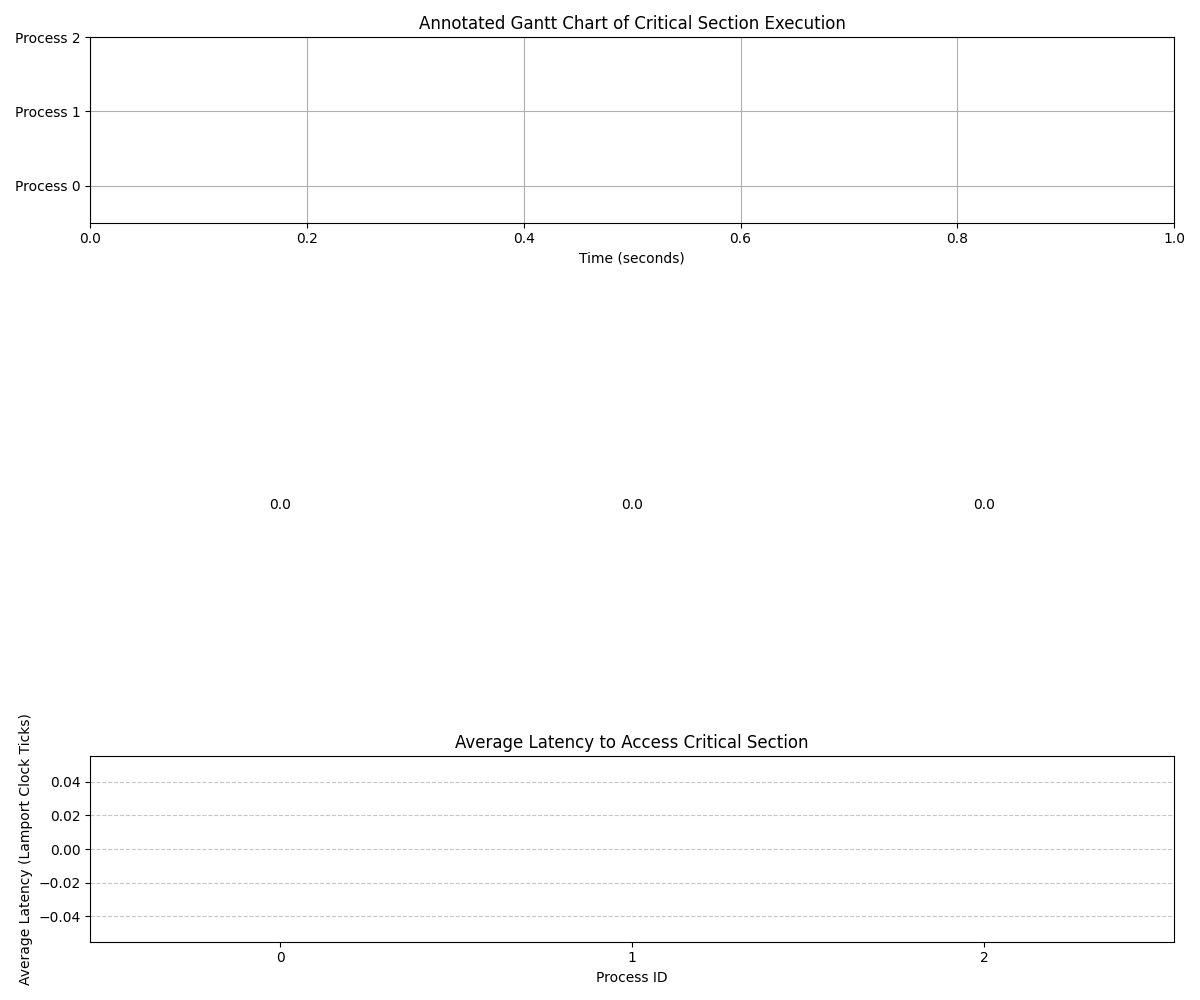 Annotated Gantt Chart of Critical Section Execution
Process 2
Process 1
Process 0
0.0 0.2 0.4 0.6 0.8 1.0
Time (seconds)
0.0 0.0 0.0
Average Latency to Access Critical Section
Average Latency (Lamport Clock Ticks)
0.04
0.02
0.00
−0.02
−0.04
0 1 2
Process ID